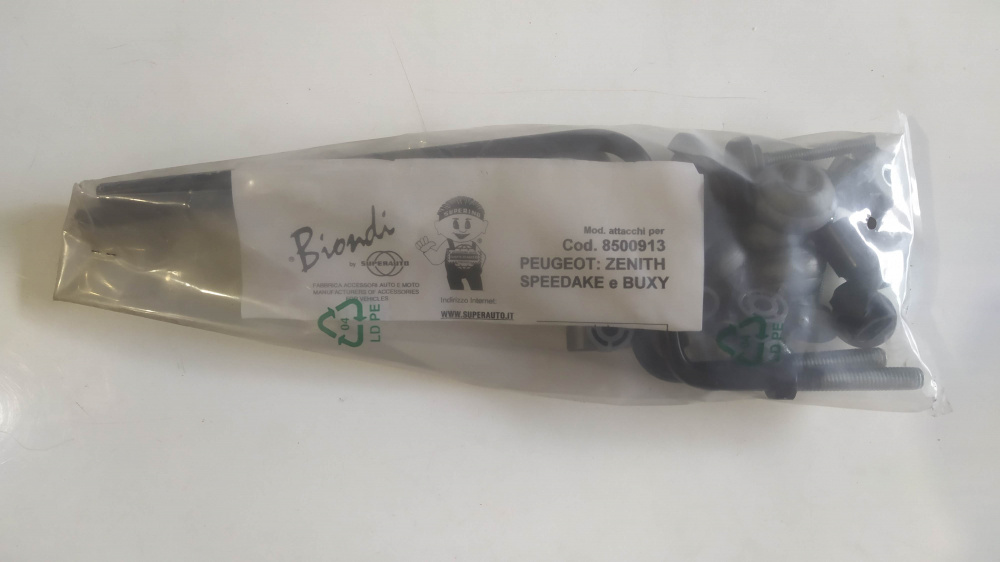 Biondi
by SUPERAUTO
FABBRICA ACCESSORI AUTO E MOTO
MANUFACTURERS OF ACCESSORIES
VEHICLES
Indirizzo Internet:
WWW.SUPERAUTO.IT
Mod. attacchi per
Cod. 8500913
PEUGEOT: ZENITH
SPEEDAKE e BUXY
04
LD PE
PE